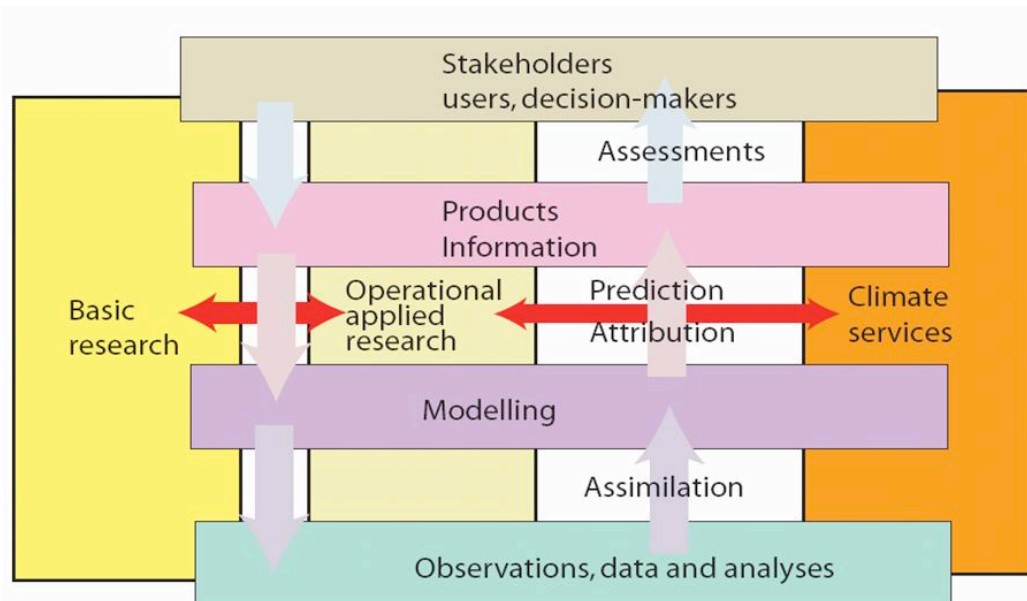 Stakeholders
users, decision-makers
Assessments
Products
Information
Basic
research
Operational
applied
research
Prediction
Attribution
Climate
services
Modelling
Assimilation
Observations, data and analyses